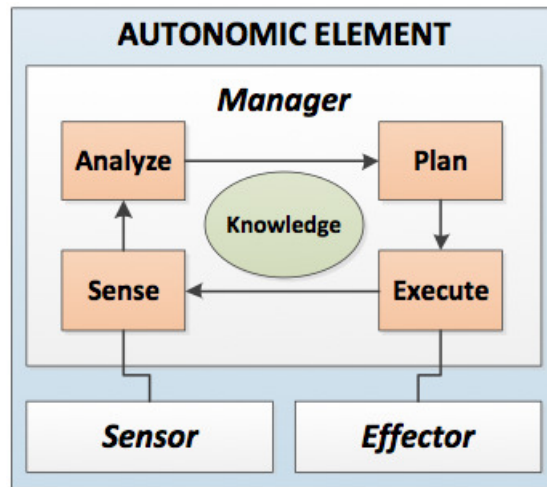 AUTONOMIC ELEMENT
Manager
Analyze
Plan
Knowledge
Sense
Execute
Sensor
Effector